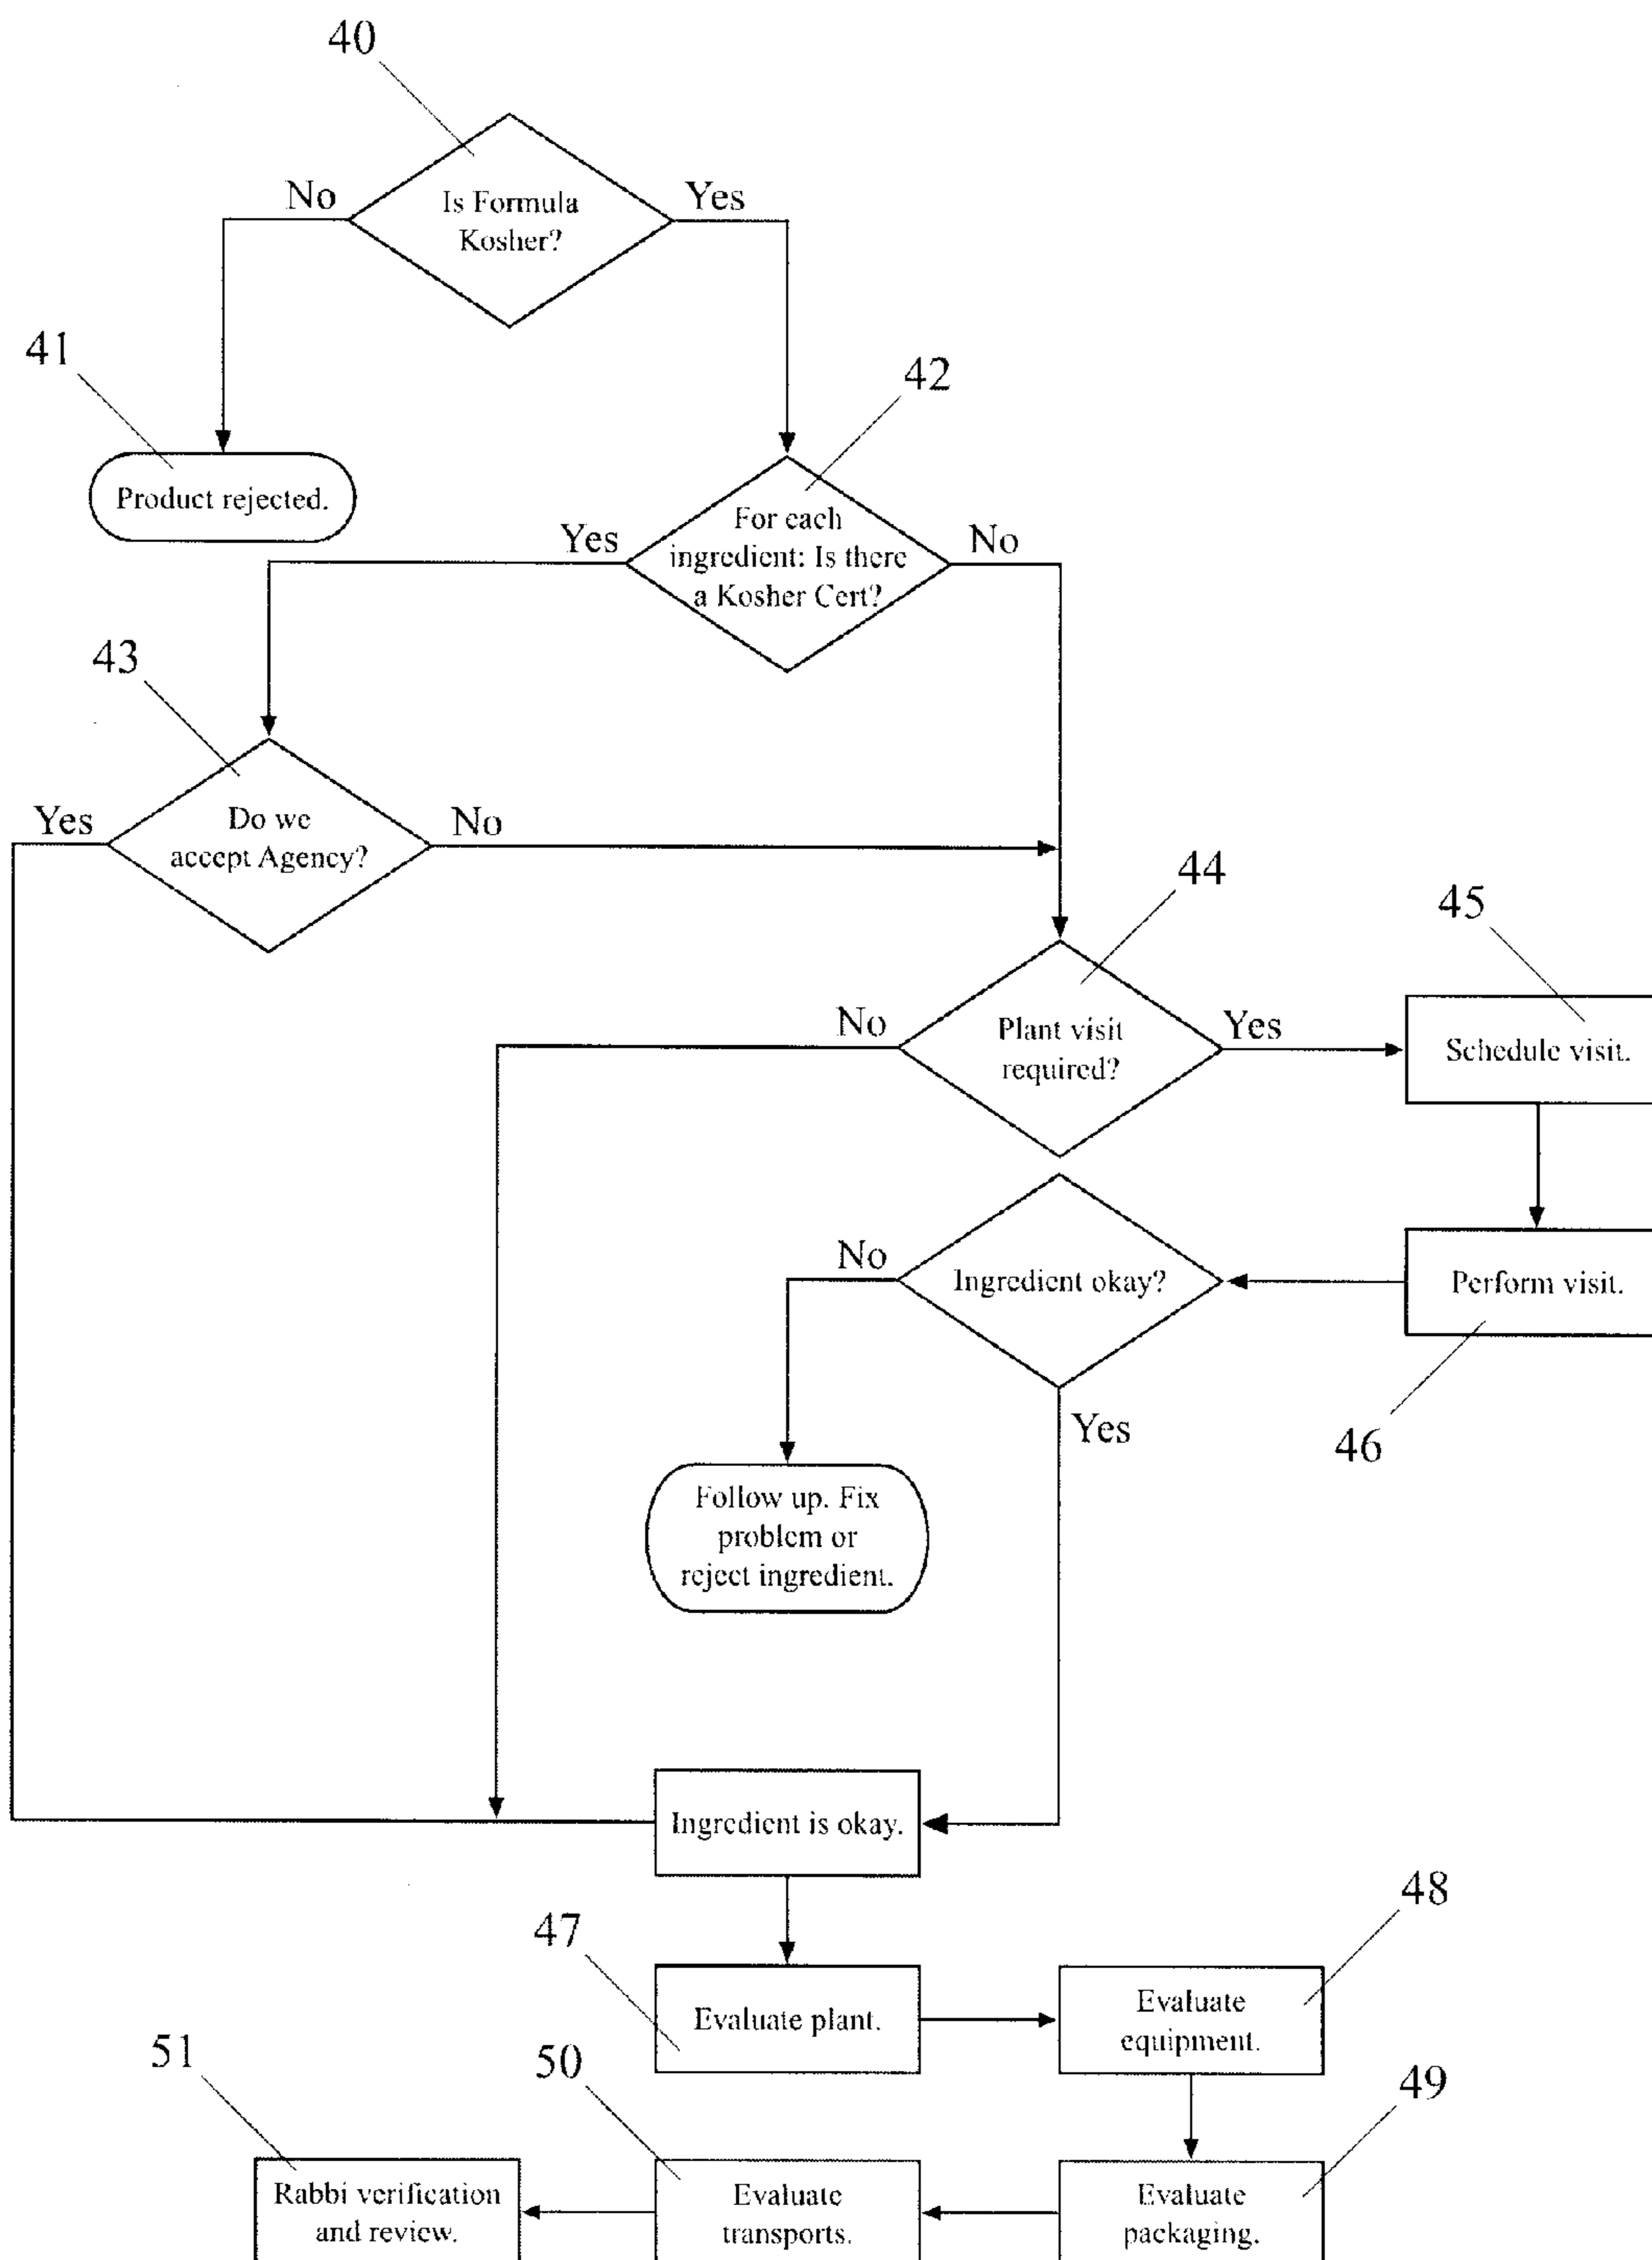 40
No
Yes
Is Formula
Kosher?
41
42
Product rejected.
Yes
No
For each
ingredient: Is there
a Kosher Cert?
43
Yes
No
Do we
accept Agency?
44
45
No
Yes
Plant visit
required?
Schedule visit.
No
Ingredient okay?
Perform visit.
Yes
46
Follow up. Fix
problem or
reject ingredient.
Ingredient is okay.
47
48
Evaluate plant.
Evaluate
equipment.
51
50
49
Rabbi verification
and review.
Evaluate
transports.
Evaluate
packaging.